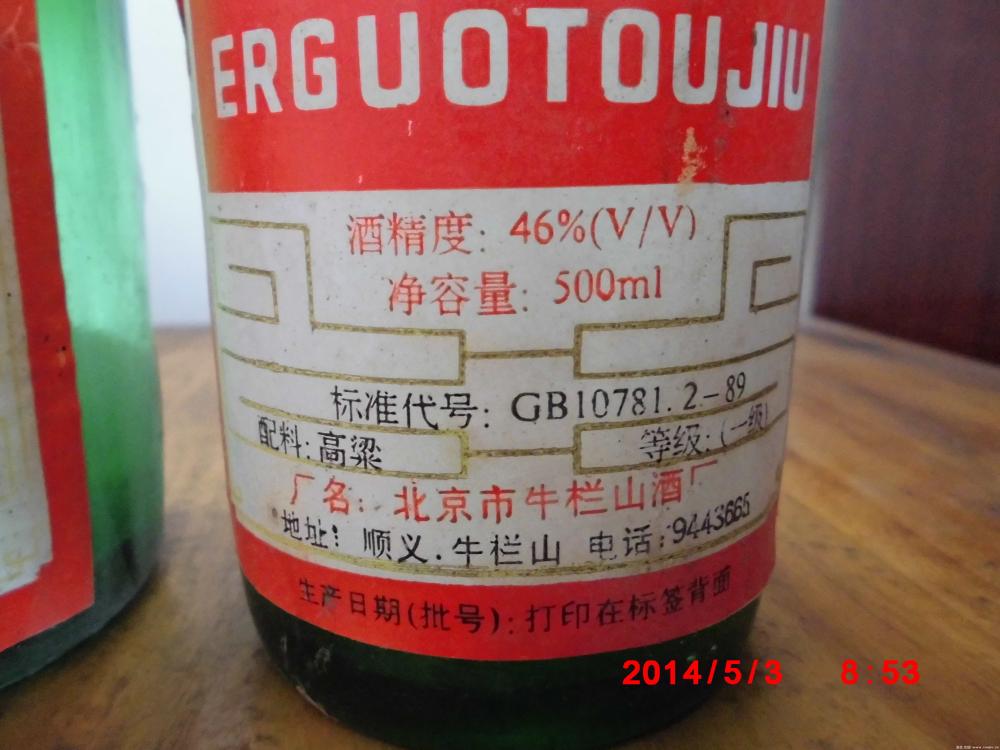 ERGUOTOUJIU
酒精度: 46%(V/V)
净容量: 500ml
标准代号: GB10781.2-89
配料:高粱 等级:(一级)
厂名: 北京市牛栏山酒厂
地址: 顺义.牛栏山 电话:9443665
生产日期(批号):打印在标签背面
2014/5/3 8:53